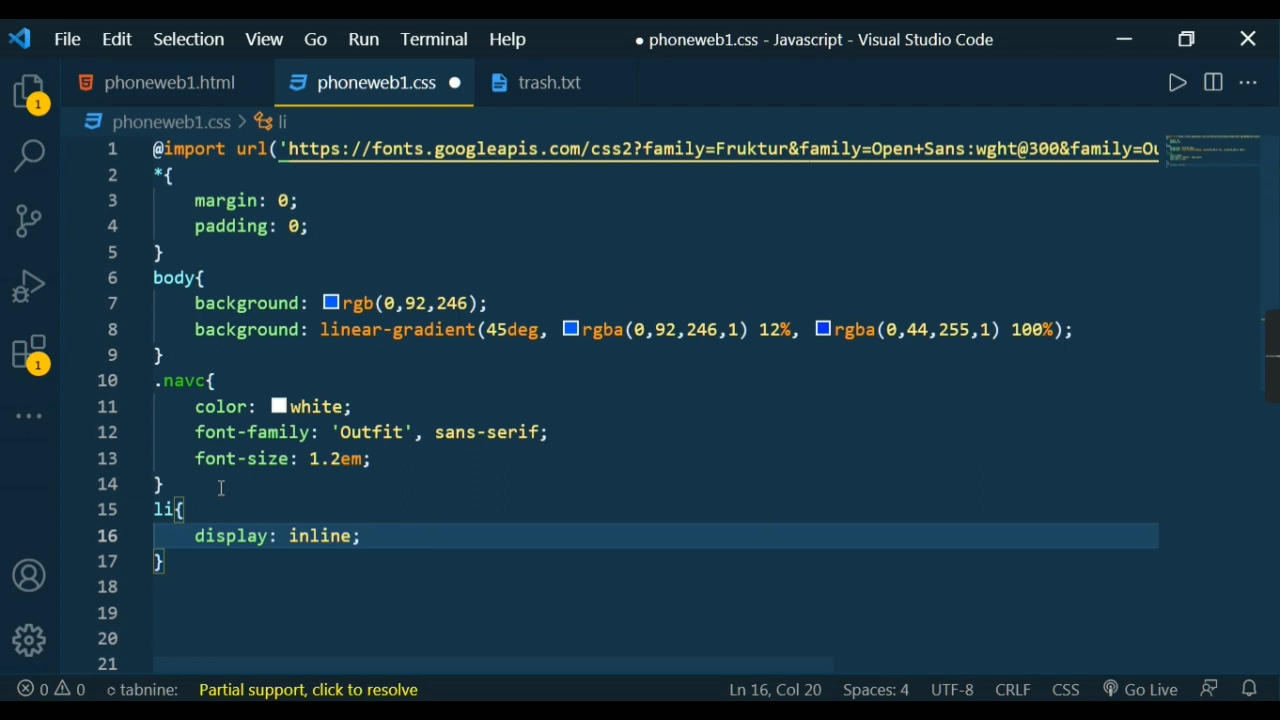 File Edit Selection View Go Run Terminal Help ● phoneweb1.css - Javascript - Visual Studio Code
phoneweb1.html phoneweb1.css ● trash.txt
phoneweb1.css > li
1 @import url('https://fonts.googleapis.com/css2?family=Fruktur&family=Open+Sans:wght@300&family=Ou
2 *{
3 margin: 0;
4 padding: 0;
5 }
6 body{
7 background: rgb(0,92,246);
8 background: linear-gradient(45deg, rgba(0,92,246,1) 12%, rgba(0,44,255,1) 100%);
9 }
10 .navc{
11 color: white;
12 font-family: 'Outfit', sans-serif;
13 font-size: 1.2em;
14 }
15 li{
16 display: inline;
17 }
18
19
20
21
1
1
0 0 tabnine: Partial support, click to resolve Ln 16, Col 20 Spaces: 4 UTF-8 CRLF CSS Go Live